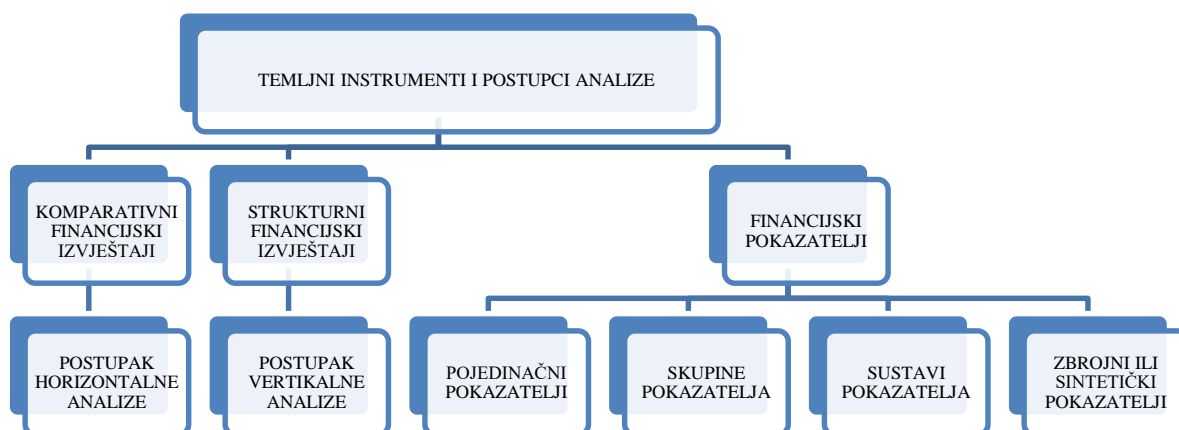 TEMLJNI INSTRUMENTI I POSTUPCI ANALIZE
KOMPARATIVNI
FINANCIJSKI
IZVJEŠTAJI
STRUKTURNI
FINANCIJSKI
IZVJEŠTAJI
FINANCIJSKI
POKAZATELJI
POSTUPAK
HORIZONTALNE
ANALIZE
POSTUPAK
VERTIKALNE
ANALIZE
POJEDINAČNI
POKAZATELJI
SKUPINE
POKAZATELJA
SUSTAVI
POKAZATELJA
ZBROJNI ILI
SINTETIČKI
POKAZATELJI